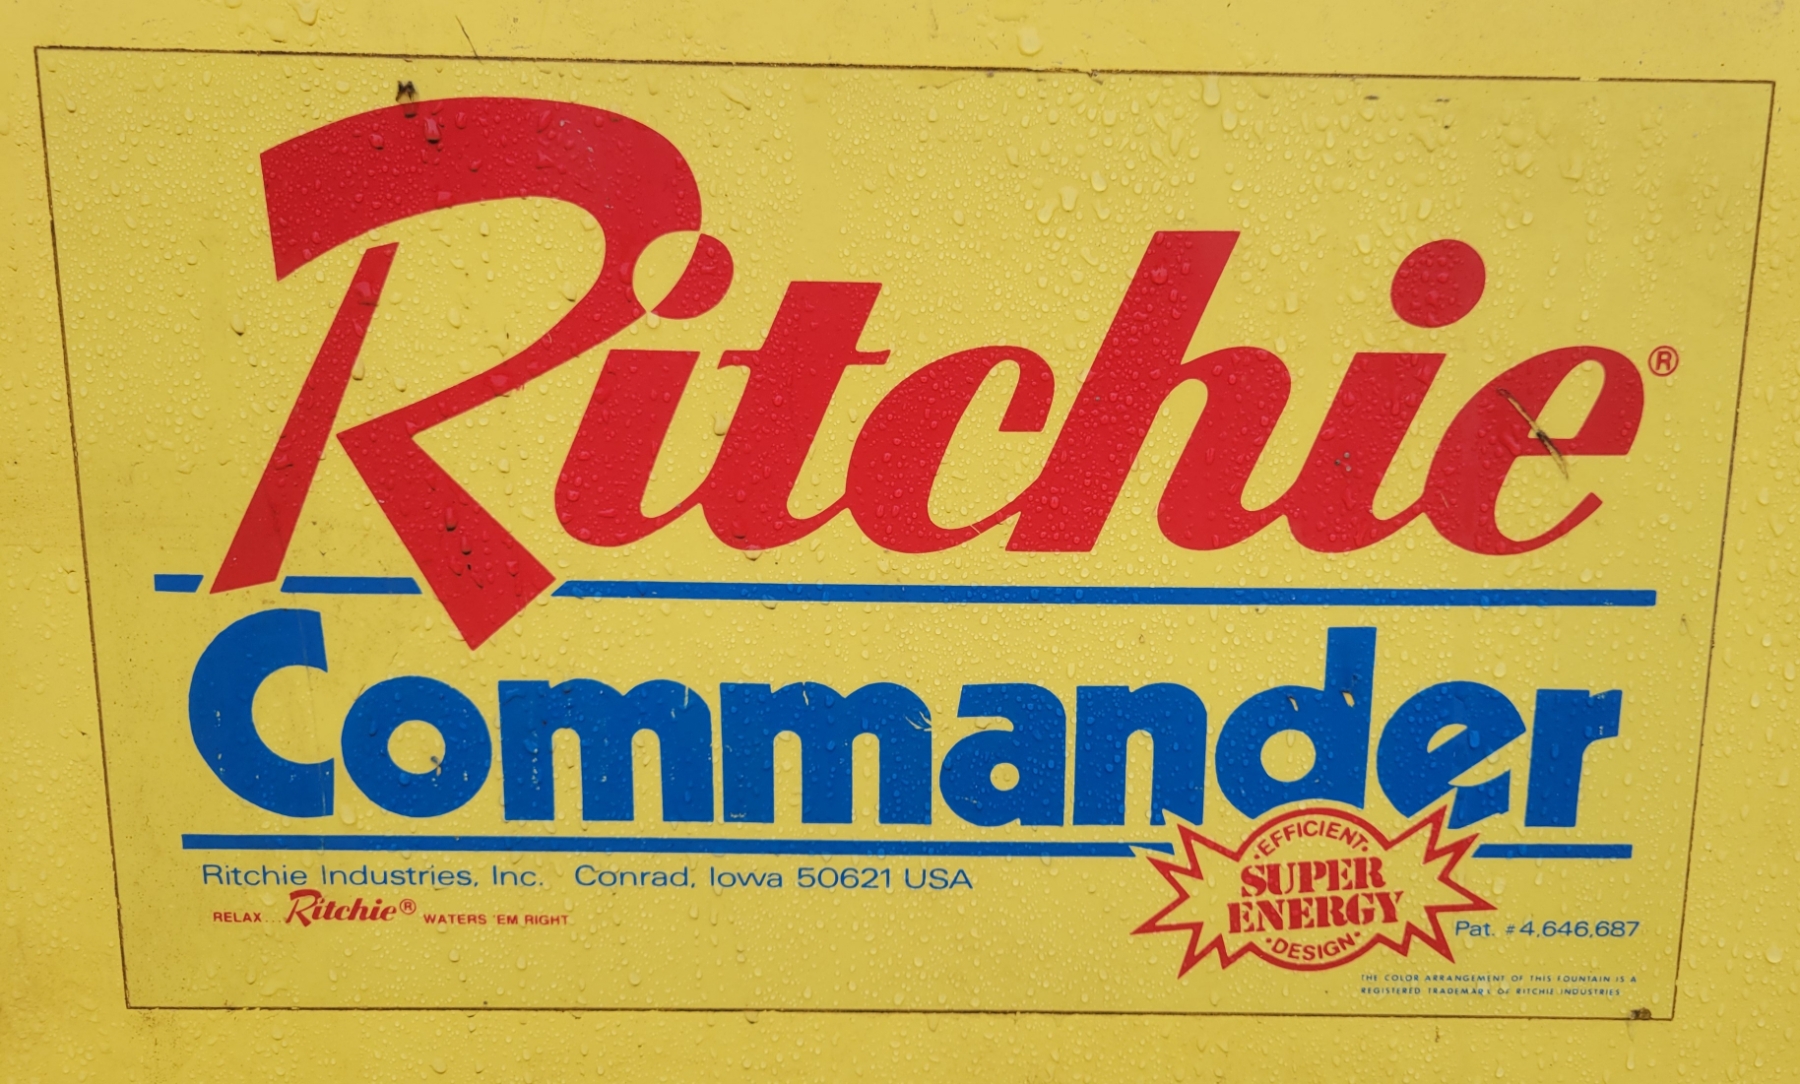 Ritchie®
Commander
Ritchie Industries, Inc. Conrad, Iowa 50621 USA
RELAX... Ritchie® WATERS 'EM RIGHT
·EFFICIENT·
SUPER
ENERGY
·DESIGN·
Pat. #4,646,687
THE COLOR ARRANGEMENT OF THIS FOUNTAIN IS A
REGISTERED TRADEMARK OF RITCHIE INDUSTRIES